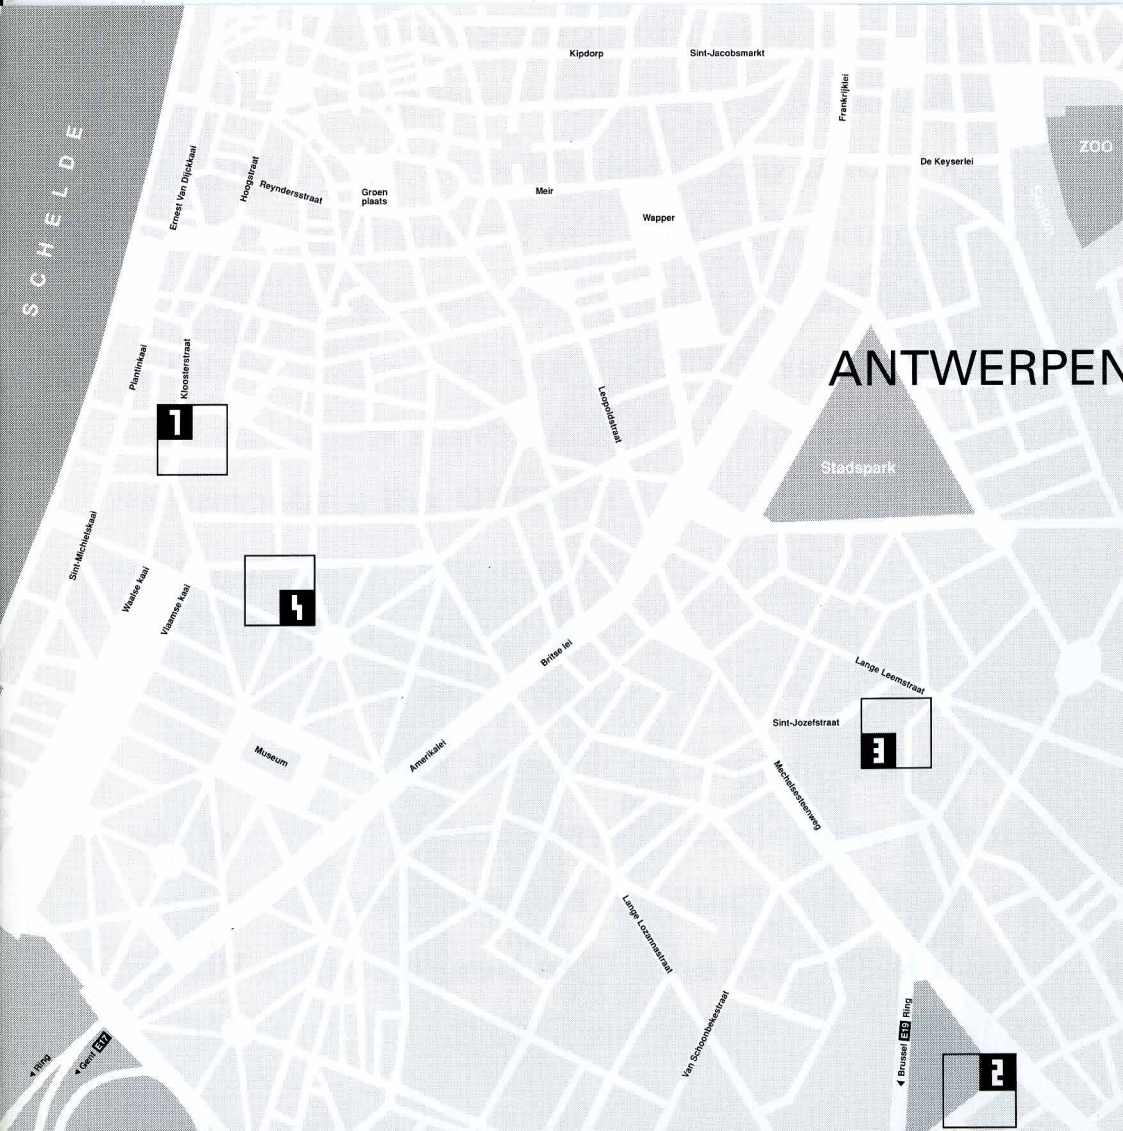 Kipdorp
Sint-Jacobsmarkt
Frankrijklei
ZOO
De Keyserlei
SCHELDE
Ernest Van Dijckkaai
Hoogstraat
Reyndersstraat
Groen
plaats
Meir
Wapper
Plantinkaai
Kloosterstraat
ANTWERPEN
Leopoldstraat
1
Stadspark
Sint-Michielskaai
Waalse kaai
Vlaamse kaai
4
Britse lei
Lange Leemstraat
Sint-Jozefstraat
3
Museum
Amerikalei
Mechelsesteenweg
Lange Lozannastraat
Van Schoonbekestraat
◄ Brussel E19 Ring
◄ Ring
◄ Gent E17
2